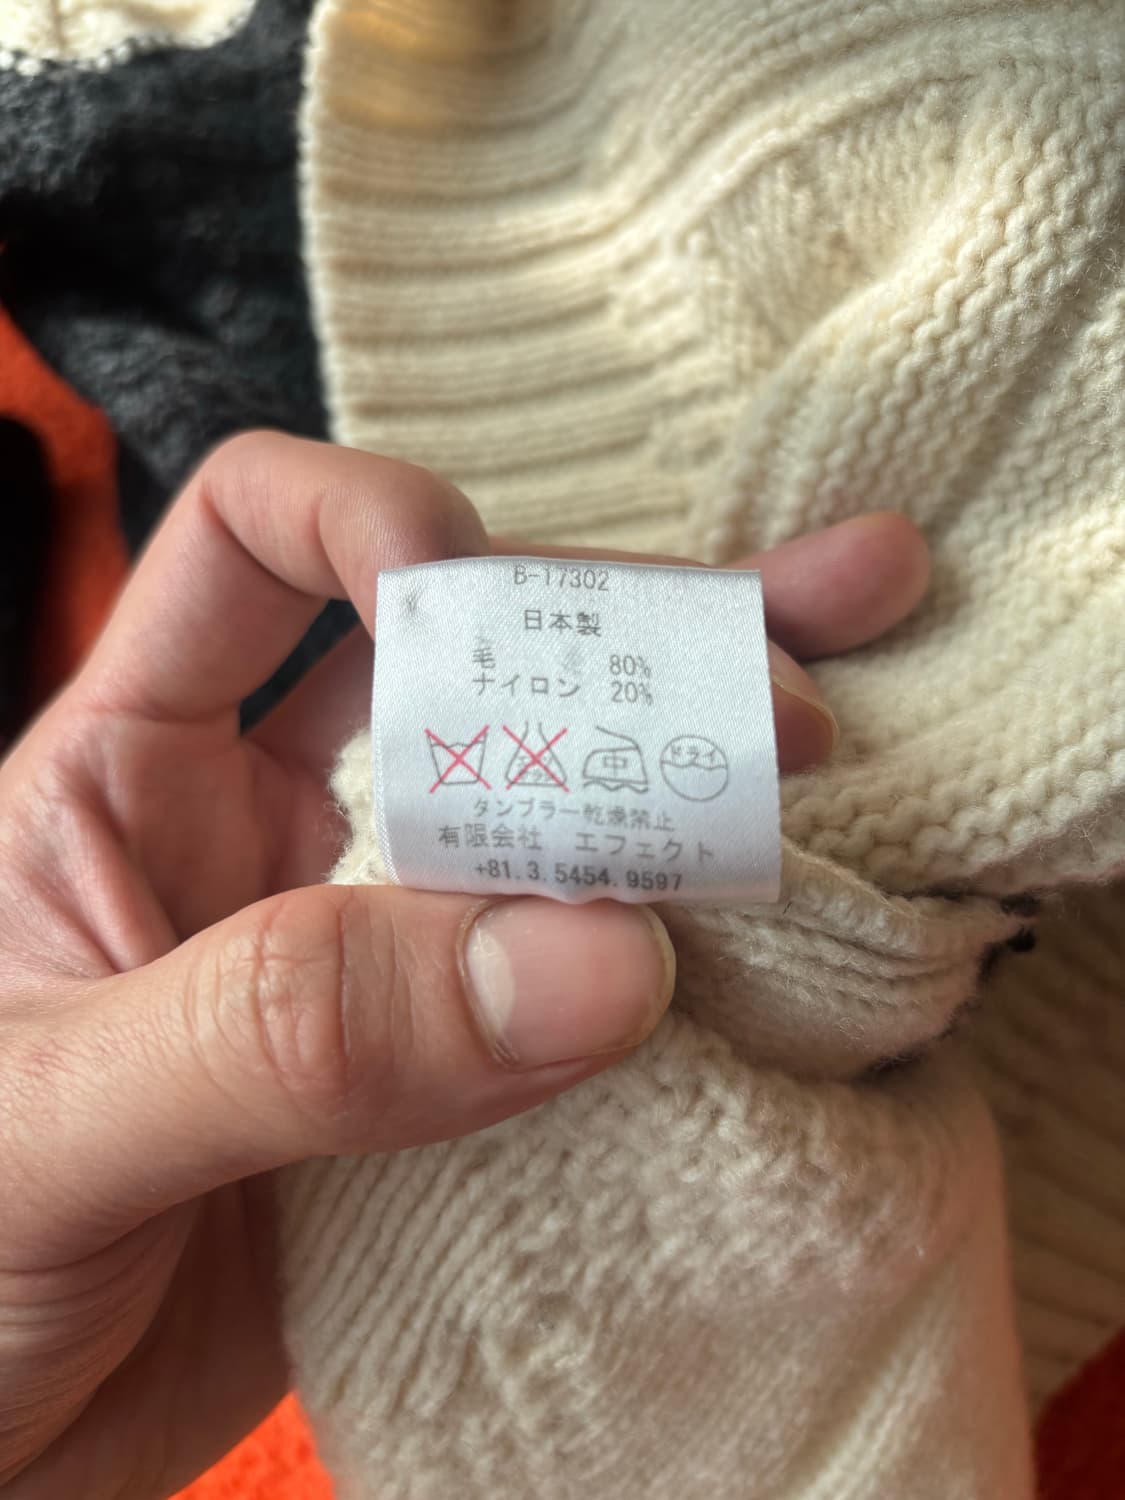 B-17302
日本製
毛 80%
ナイロン 20%
中 ドライ
タンブラー乾燥禁止
有限会社 エフェクト
+81.3.5454.9597